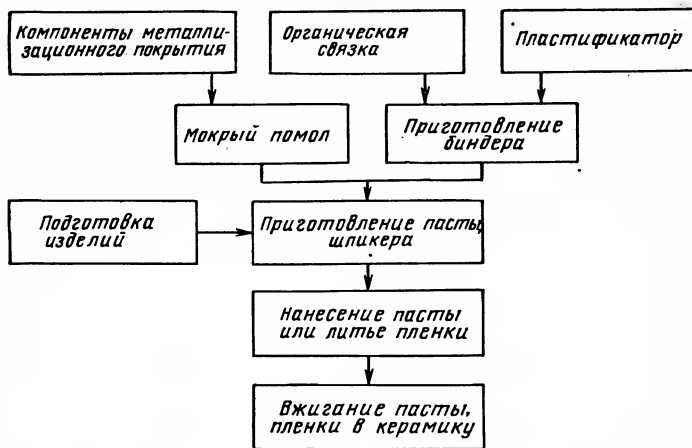 Компоненты металли-
зационного покрытия
Органическая
связка
Пластификатор
Мокрый помол
Приготовление
биндера
Подготовка
изделий
Приготовление пасты,
шликера
Нанесение пасты
или литье пленки
Вжигание пасты,
пленки в керамику